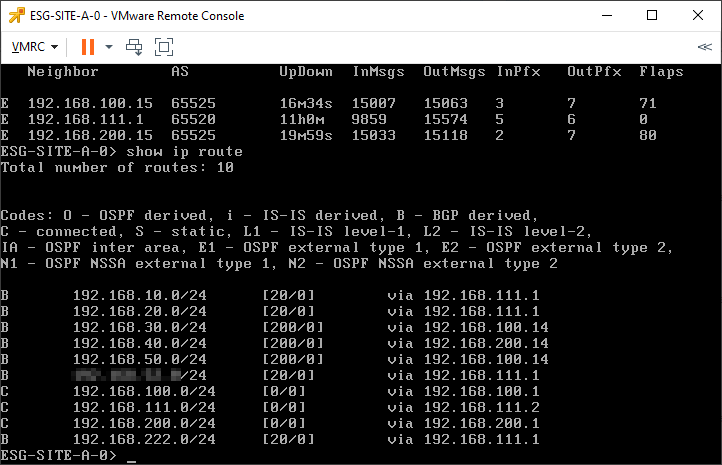 ESG-SITE-A-0 - VMware Remote Console
VMRC
Neighbor AS UpDown InMsgs OutMsgs InPfx OutPfx Flaps
E 192.168.100.15 65525 16m34s 15007 15063 3 7 71
E 192.168.111.1 65520 11h0m 9859 15574 5 6 0
E 192.168.200.15 65525 19m59s 15033 15118 2 7 80
ESG-SITE-A-0> show ip route
Total number of routes: 10
Codes: O - OSPF derived, i - IS-IS derived, B - BGP derived,
C - connected, S - static, L1 - IS-IS level-1, L2 - IS-IS level-2,
IA - OSPF inter area, E1 - OSPF external type 1, E2 - OSPF external type 2,
N1 - OSPF NSSA external type 1, N2 - OSPF NSSA external type 2
B 192.168.10.0/24 [20/0] via 192.168.111.1
B 192.168.20.0/24 [20/0] via 192.168.111.1
B 192.168.30.0/24 [200/0] via 192.168.100.14
B 192.168.40.0/24 [200/0] via 192.168.200.14
B 192.168.50.0/24 [200/0] via 192.168.100.14
B /24 [20/0] via 192.168.111.1
C 192.168.100.0/24 [0/0] via 192.168.100.1
C 192.168.111.0/24 [0/0] via 192.168.111.2
C 192.168.200.0/24 [0/0] via 192.168.200.1
B 192.168.222.0/24 [20/0] via 192.168.111.1
ESG-SITE-A-0> _